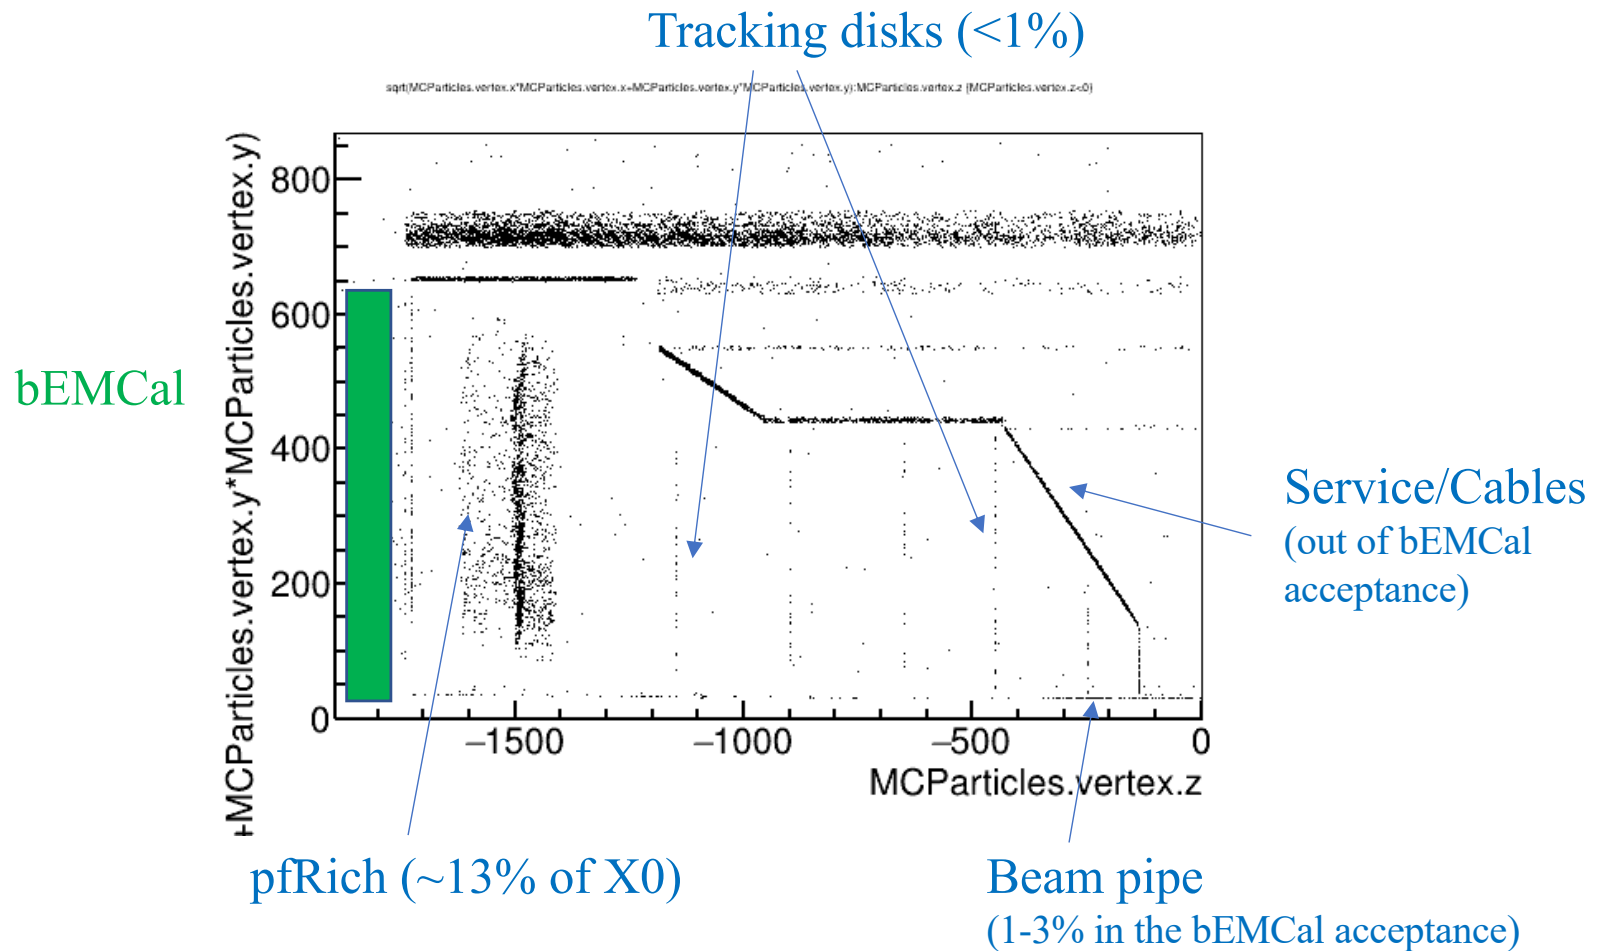 Tracking disks (<1%)
sqrt(MCParticles.vertex.x*MCParticles.vertex.x+MCParticles.vertex.y*MCParticles.vertex.y):MCParticles.vertex.z {MCParticles.vertex.z<0}
+MCParticles.vertex.y*MCParticles.vertex.y)
800
600
400
200
0
bEMCal
Service/Cables
(out of bEMCal
acceptance)
−1500
−1000
−500
0
MCParticles.vertex.z
pfRich (~13% of X0)
Beam pipe
(1-3% in the bEMCal acceptance)